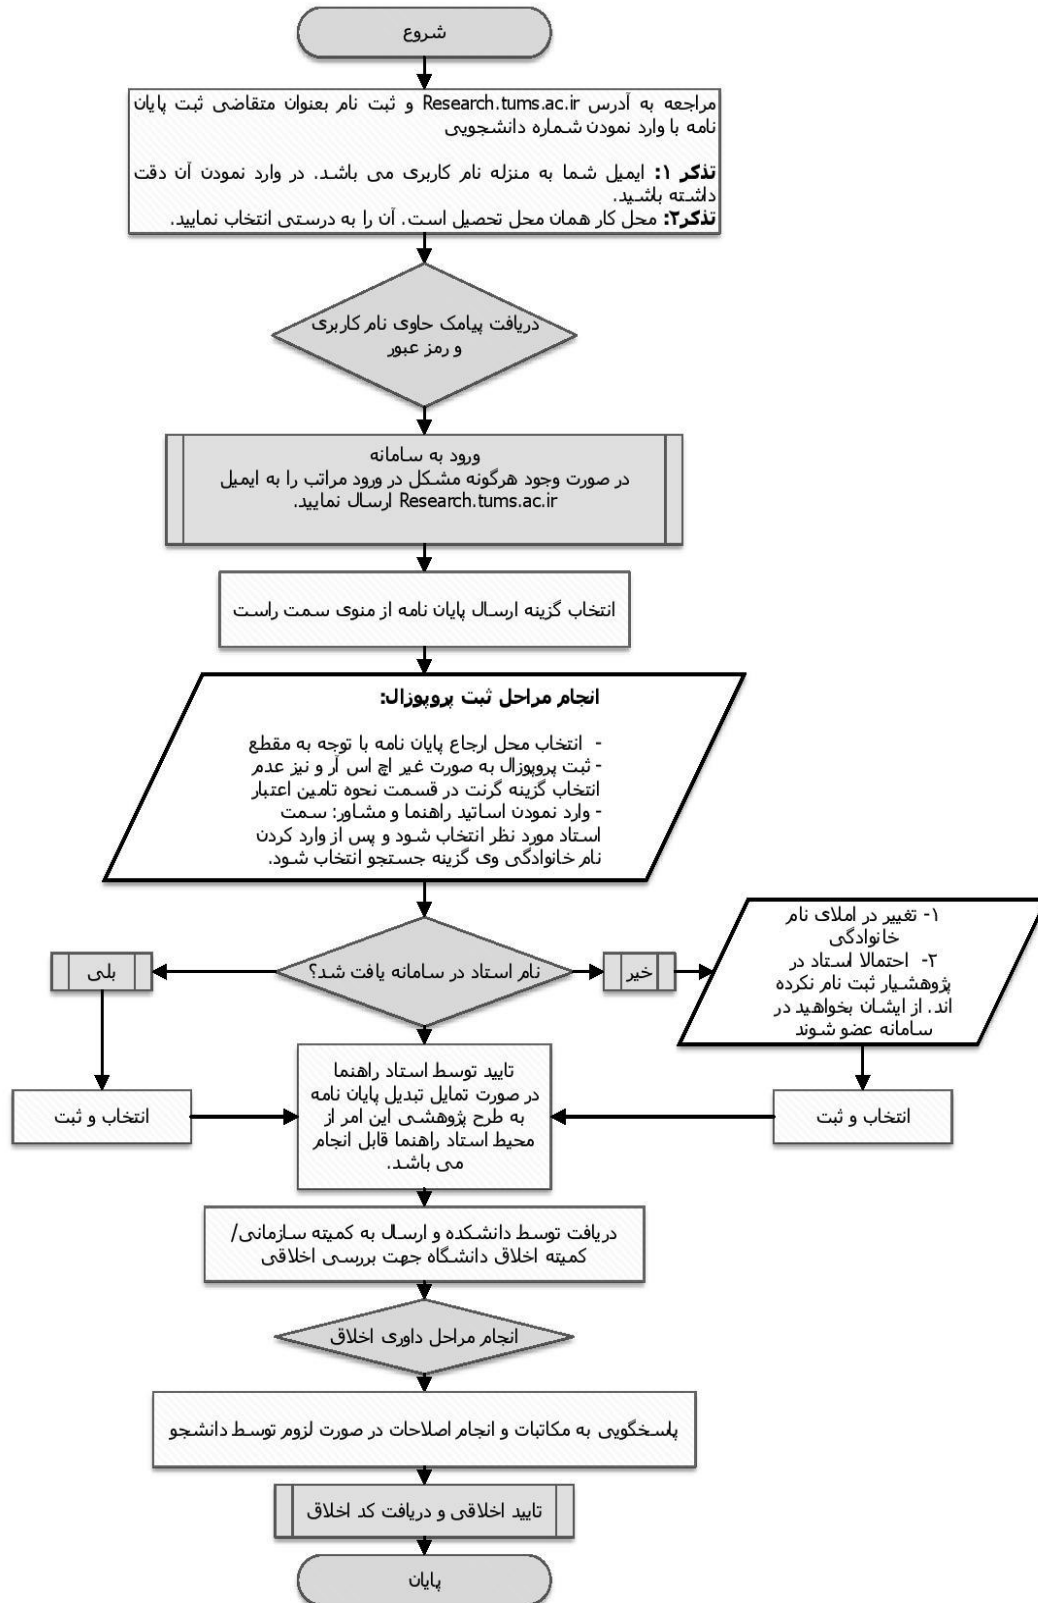 شروع
مراجعه به آدرس Research.tums.ac.ir و ثبت نام بعنوان متقاضی ثبت پایان
نامه با وارد نمودن شماره دانشجویی
تذکر ۱: ایمیل شما به منزله نام کاربری می باشد. در وارد نمودن آن دقت
داشته باشید.
تذکر۲: محل کار همان محل تحصیل است. آن را به درستی انتخاب نمایید.
دریافت پیامک حاوی نام کاربری
و رمز عبور
ورود به سامانه
در صورت وجود هرگونه مشکل در ورود مراتب را به ایمیل
Research.tums.ac.ir ارسال نمایید.
انتخاب گزینه ارسال پایان نامه از منوی سمت راست
انجام مراحل ثبت پروپوزال:
- انتخاب محل ارجاع پایان نامه با توجه به مقطع
- ثبت پروپوزال به صورت غیر اچ اس آر و نیز عدم
انتخاب گزینه گرنت در قسمت نحوه تامین اعتبار
- وارد نمودن اساتید راهنما و مشاور: سمت
استاد مورد نظر انتخاب شود و پس از وارد کردن
نام خانوادگی وی گزینه جستجو انتخاب شود.
نام استاد در سامانه یافت شد؟
خیر
بلی
۱- تغییر در املای نام
خانوادگی
۲- احتمالا استاد در
پژوهشیار ثبت نام نکرده
اند. از ایشان بخواهید در
سامانه عضو شوند
انتخاب و ثبت
انتخاب و ثبت
تایید توسط استاد راهنما
در صورت تمایل تبدیل پایان نامه
به طرح پژوهشی این امر از
محیط استاد راهنما قابل انجام
می باشد.
دریافت توسط دانشکده و ارسال به کمیته سازمانی/
کمیته اخلاق دانشگاه جهت بررسی اخلاقی
انجام مراحل داوری اخلاق
پاسخگویی به مکاتبات و انجام اصلاحات در صورت لزوم توسط دانشجو
تایید اخلاقی و دریافت کد اخلاق
پایان